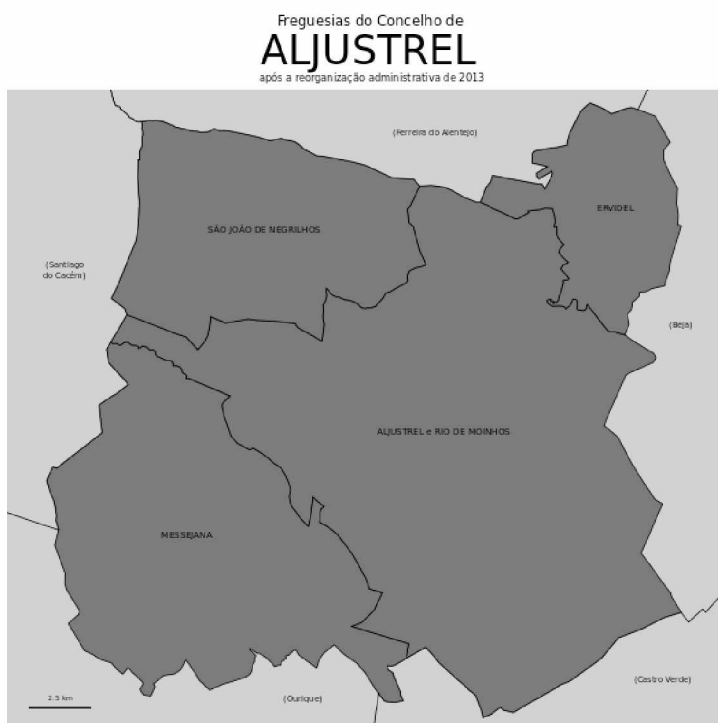 Freguesias do Concelho de
ALJUSTREL
após a reorganização administrativa de 2013
(Ferreira do Alentejo)
ERVIDEL
SÃO JOÃO DE NEGRILHOS
(Santiago
do Cacém)
(Beja)
ALJUSTREL e RIO DE MOINHOS
MESSEJANA
(Castro Verde)
2.5 km
(Ourique)